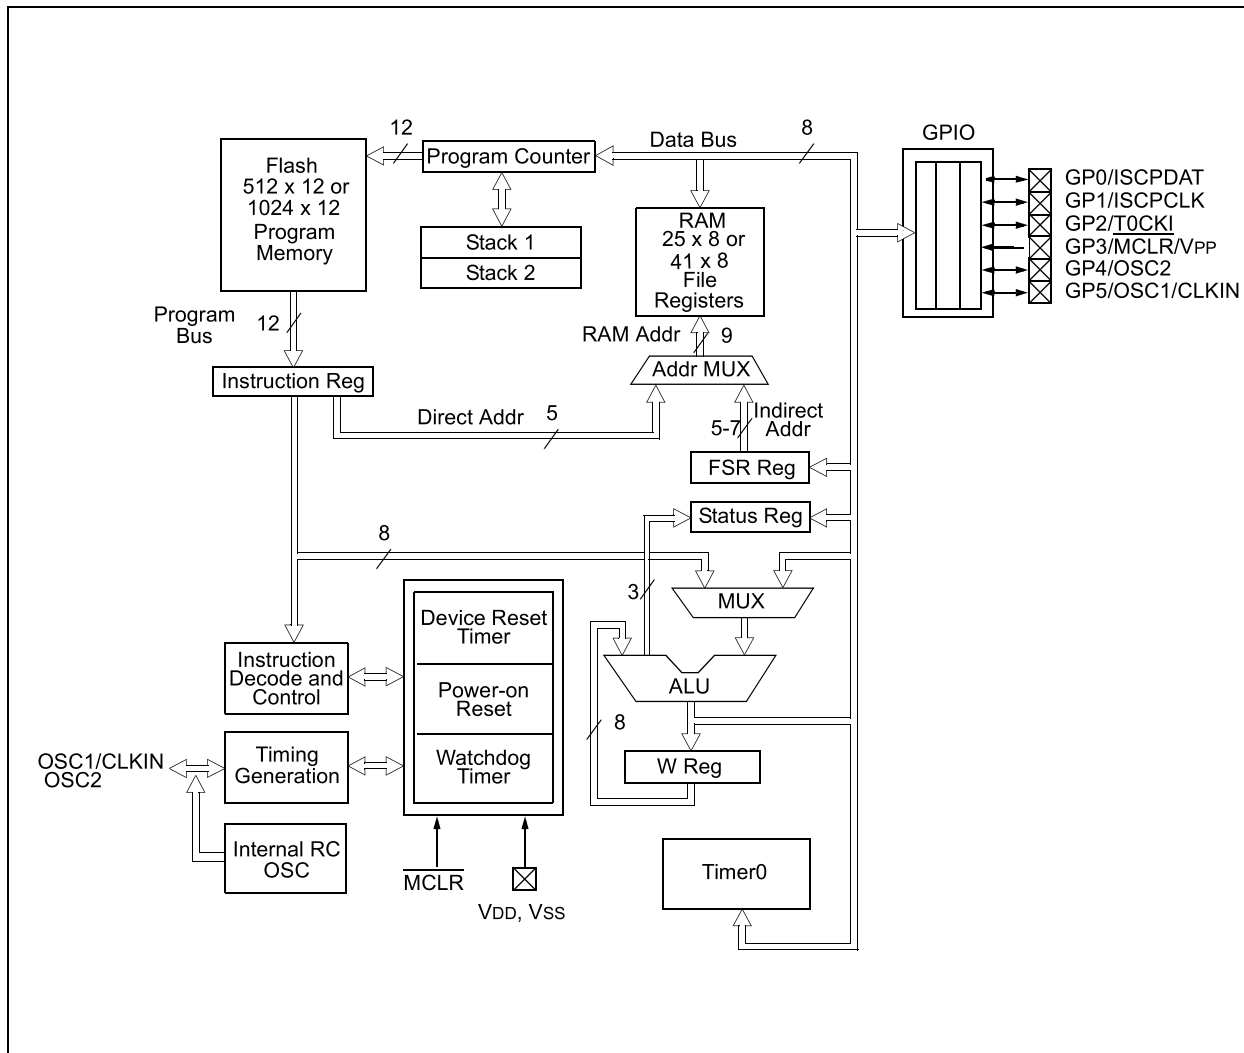 12
Data Bus
8
GPIO
Flash
512 x 12 or
1024 x 12
Program
Memory
Program Counter
Stack 1
Stack 2
RAM
25 x 8 or
41 x 8
File
Registers
GP0/ISCPDAT
GP1/ISCPCLK
GP2/T0CKI
GP3/MCLR/VPP
GP4/OSC2
GP5/OSC1/CLKIN
Program
Bus
12
RAM Addr
9
Instruction Reg
Addr MUX
Direct Addr
5
5-7
Indirect
Addr
FSR Reg
Status Reg
8
3
MUX
Device Reset
Timer
Power-on
Reset
Watchdog
Timer
Instruction
Decode and
Control
ALU
8
W Reg
OSC1/CLKIN
OSC2
Timing
Generation
Internal RC
OSC
MCLR
VDD, VSS
Timer0